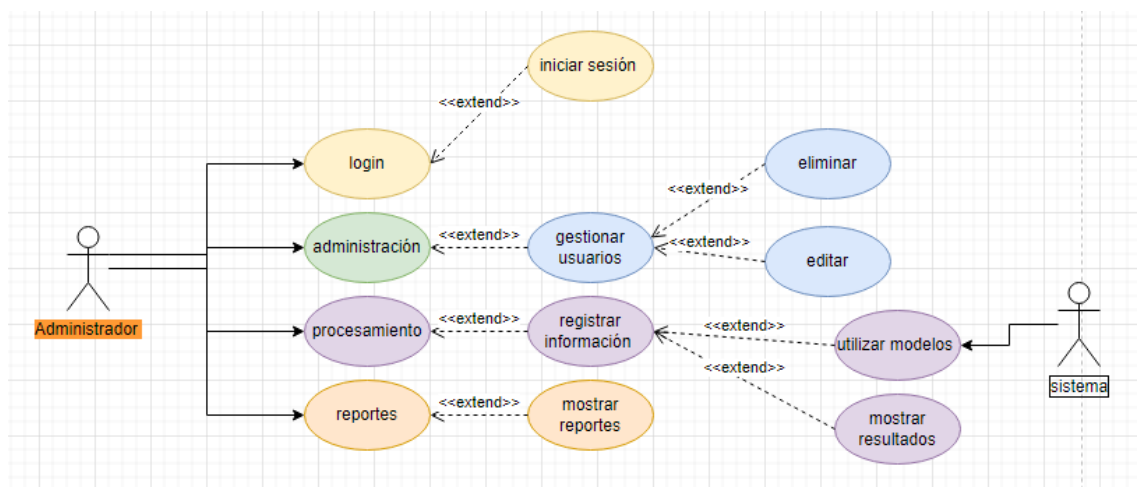 iniciar sesión
<<extend>>
login
eliminar
<<extend>>
administración
<<extend>>
gestionar
usuarios
<<extend>>
editar
Administrador
procesamiento
<<extend>>
registrar
información
<<extend>>
utilizar modelos
<<extend>>
sistema
reportes
<<extend>>
mostrar
reportes
mostrar
resultados